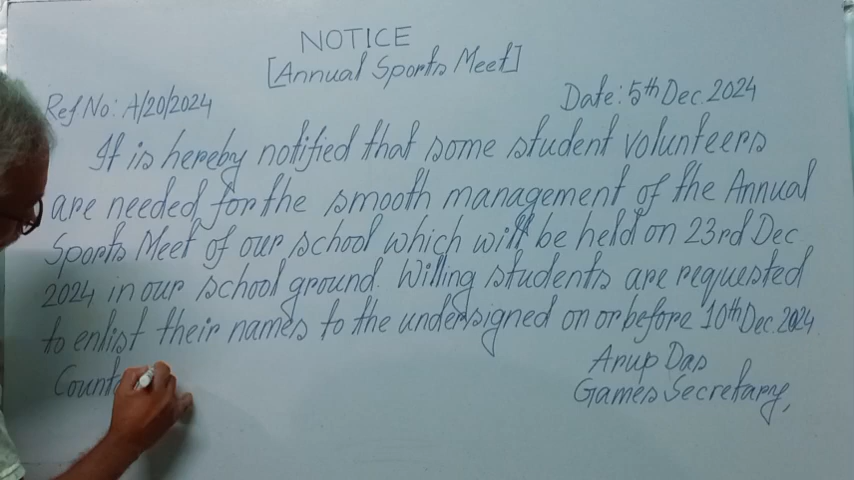 NOTICE
[Annual Sports Meet]
Ref No: A/20/2024 Date: 5th Dec. 2024
It is hereby notified that some student volunteers
are needed for the smooth management of the Annual
Sports Meet of our school which will be held on 23rd Dec
2024 in our school ground. Willing students are requested
to enlist their names to the undersigned on or before 10th Dec. 2024
Arup Das
Count
Games Secretary,